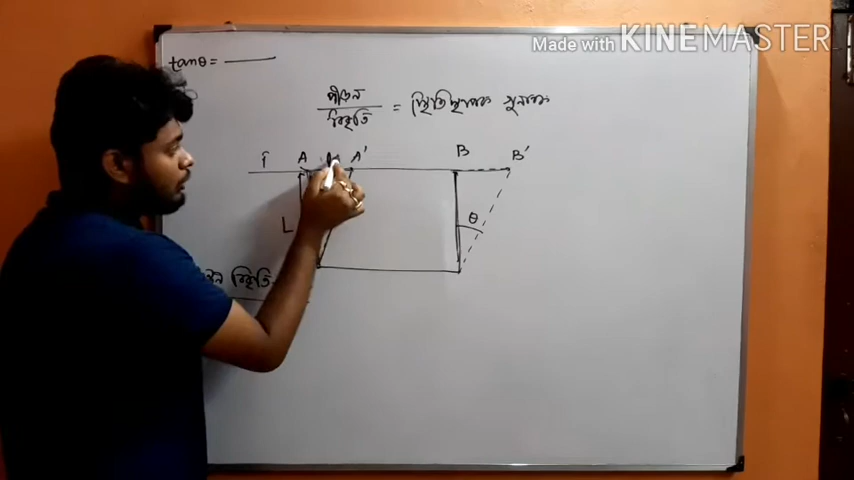 Made with KINEMASTER
tanθ =
পীড়ন
বিকৃতি = স্থিতিস্থাপক গুনাঙ্ক
F A A' B B'
L θ
বিকৃতি